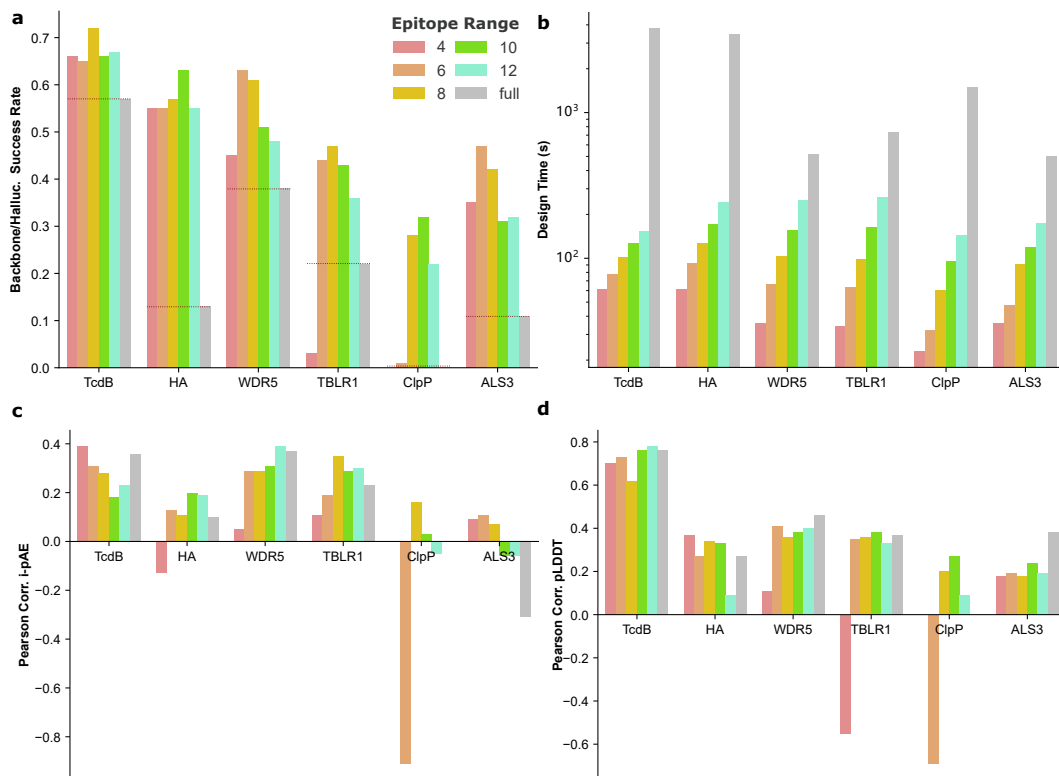 a
Epitope Range
4
10
6
12
8
full
Backbone/Halluc. Success Rate
0.7
0.6
0.5
0.4
0.3
0.2
0.1
0.0
TcdB HA WDR5 TBLR1 ClpP ALS3
b
Design Time (s)
10³
10²
TcdB HA WDR5 TBLR1 ClpP ALS3
c
Pearson Corr. i-pAE
0.4
0.2
0.0
−0.2
−0.4
−0.6
−0.8
TcdB HA WDR5 TBLR1 ClpP ALS3
d
Pearson Corr. pLDDT
0.8
0.6
0.4
0.2
0.0
−0.2
−0.4
−0.6
TcdB HA WDR5 TBLR1 ClpP ALS3